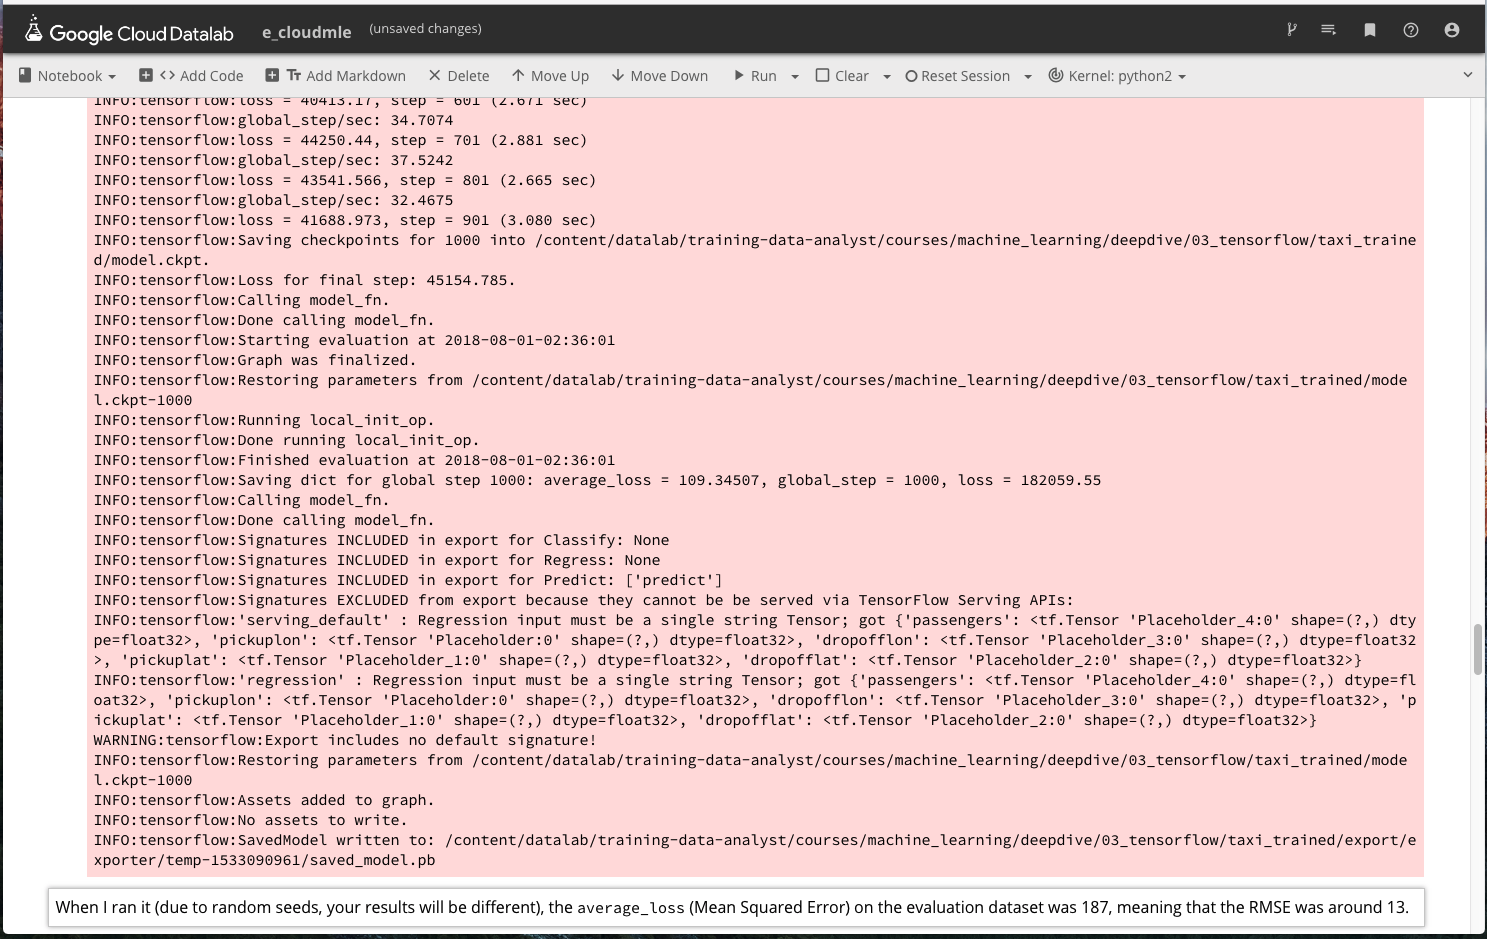 Google Cloud Datalab e_cloudmle (unsaved changes)
Notebook Add Code Add Markdown Delete Move Up Move Down Run Clear Reset Session Kernel: python2
INFO:tensorflow:loss = 40413.17, step = 601 (2.671 sec)
INFO:tensorflow:global_step/sec: 34.7074
INFO:tensorflow:loss = 44250.44, step = 701 (2.881 sec)
INFO:tensorflow:global_step/sec: 37.5242
INFO:tensorflow:loss = 43541.566, step = 801 (2.665 sec)
INFO:tensorflow:global_step/sec: 32.4675
INFO:tensorflow:loss = 41688.973, step = 901 (3.080 sec)
INFO:tensorflow:Saving checkpoints for 1000 into /content/datalab/training-data-analyst/courses/machine_learning/deepdive/03_tensorflow/taxi_traine
d/model.ckpt.
INFO:tensorflow:Loss for final step: 45154.785.
INFO:tensorflow:Calling model_fn.
INFO:tensorflow:Done calling model_fn.
INFO:tensorflow:Starting evaluation at 2018-08-01-02:36:01
INFO:tensorflow:Graph was finalized.
INFO:tensorflow:Restoring parameters from /content/datalab/training-data-analyst/courses/machine_learning/deepdive/03_tensorflow/taxi_trained/mode
l.ckpt-1000
INFO:tensorflow:Running local_init_op.
INFO:tensorflow:Done running local_init_op.
INFO:tensorflow:Finished evaluation at 2018-08-01-02:36:01
INFO:tensorflow:Saving dict for global step 1000: average_loss = 109.34507, global_step = 1000, loss = 182059.55
INFO:tensorflow:Calling model_fn.
INFO:tensorflow:Done calling model_fn.
INFO:tensorflow:Signatures INCLUDED in export for Classify: None
INFO:tensorflow:Signatures INCLUDED in export for Regress: None
INFO:tensorflow:Signatures INCLUDED in export for Predict: ['predict']
INFO:tensorflow:Signatures EXCLUDED from export because they cannot be be served via TensorFlow Serving APIs:
INFO:tensorflow:'serving_default' : Regression input must be a single string Tensor; got {'passengers': <tf.Tensor 'Placeholder_4:0' shape=(?,) dty
pe=float32>, 'pickuplon': <tf.Tensor 'Placeholder:0' shape=(?,) dtype=float32>, 'dropofflon': <tf.Tensor 'Placeholder_3:0' shape=(?,) dtype=float32
>, 'pickuplat': <tf.Tensor 'Placeholder_1:0' shape=(?,) dtype=float32>, 'dropofflat': <tf.Tensor 'Placeholder_2:0' shape=(?,) dtype=float32>}
INFO:tensorflow:'regression' : Regression input must be a single string Tensor; got {'passengers': <tf.Tensor 'Placeholder_4:0' shape=(?,) dtype=fl
oat32>, 'pickuplon': <tf.Tensor 'Placeholder:0' shape=(?,) dtype=float32>, 'dropofflon': <tf.Tensor 'Placeholder_3:0' shape=(?,) dtype=float32>, 'p
ickuplat': <tf.Tensor 'Placeholder_1:0' shape=(?,) dtype=float32>, 'dropofflat': <tf.Tensor 'Placeholder_2:0' shape=(?,) dtype=float32>}
WARNING:tensorflow:Export includes no default signature!
INFO:tensorflow:Restoring parameters from /content/datalab/training-data-analyst/courses/machine_learning/deepdive/03_tensorflow/taxi_trained/mode
l.ckpt-1000
INFO:tensorflow:Assets added to graph.
INFO:tensorflow:No assets to write.
INFO:tensorflow:SavedModel written to: /content/datalab/training-data-analyst/courses/machine_learning/deepdive/03_tensorflow/taxi_trained/export/e
xporter/temp-1533090961/saved_model.pb
When I ran it (due to random seeds, your results will be different), the average_loss (Mean Squared Error) on the evaluation dataset was 187, meaning that the RMSE was around 13.